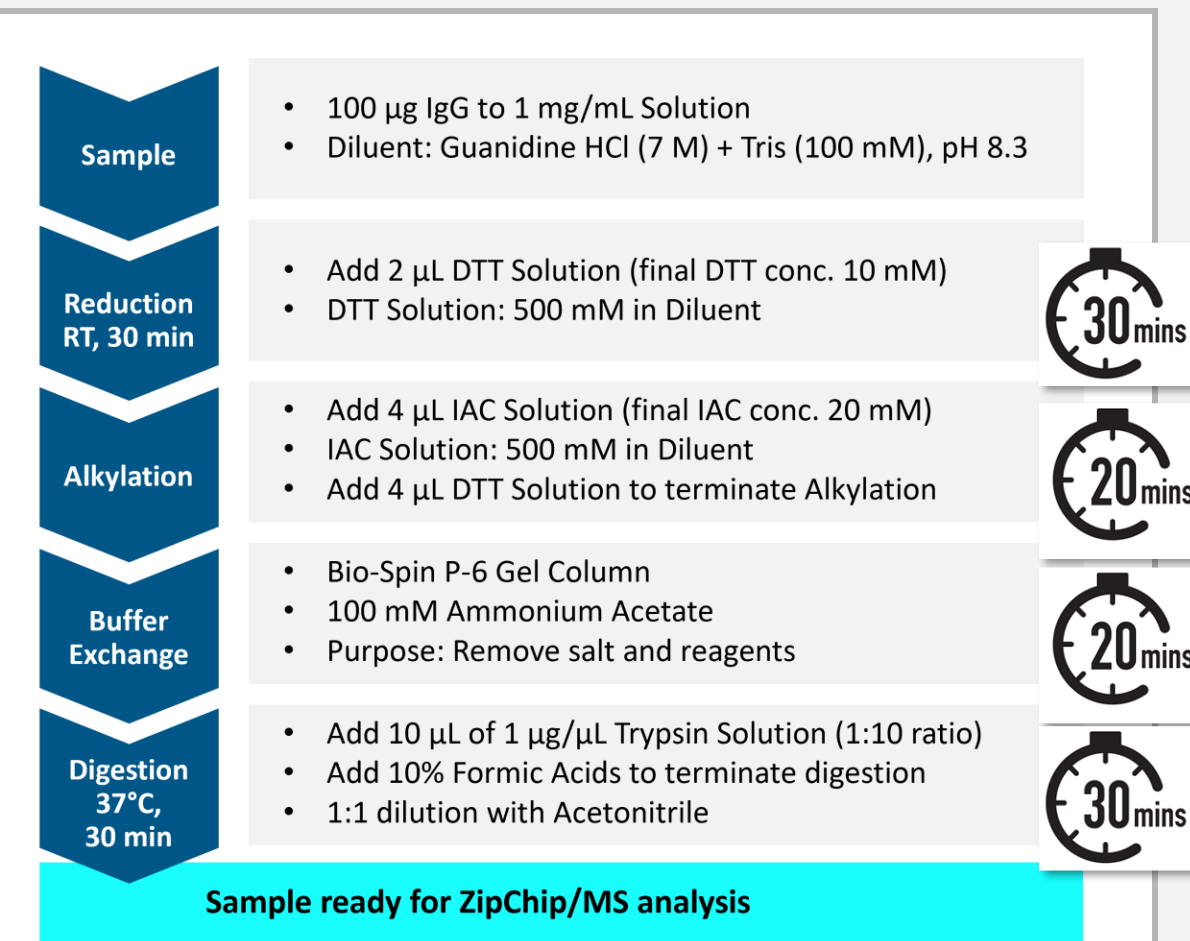 Sample
• 100 µg IgG to 1 mg/mL Solution
• Diluent: Guanidine HCl (7 M) + Tris (100 mM), pH 8.3
Reduction
RT, 30 min
• Add 2 µL DTT Solution (final DTT conc. 10 mM)
• DTT Solution: 500 mM in Diluent
30 mins
Alkylation
• Add 4 µL IAC Solution (final IAC conc. 20 mM)
• IAC Solution: 500 mM in Diluent
• Add 4 µL DTT Solution to terminate Alkylation
20 mins
Buffer
Exchange
• Bio-Spin P-6 Gel Column
• 100 mM Ammonium Acetate
• Purpose: Remove salt and reagents
20 mins
Digestion
37°C,
30 min
• Add 10 µL of 1 µg/µL Trypsin Solution (1:10 ratio)
• Add 10% Formic Acids to terminate digestion
• 1:1 dilution with Acetonitrile
30 mins
Sample ready for ZipChip/MS analysis